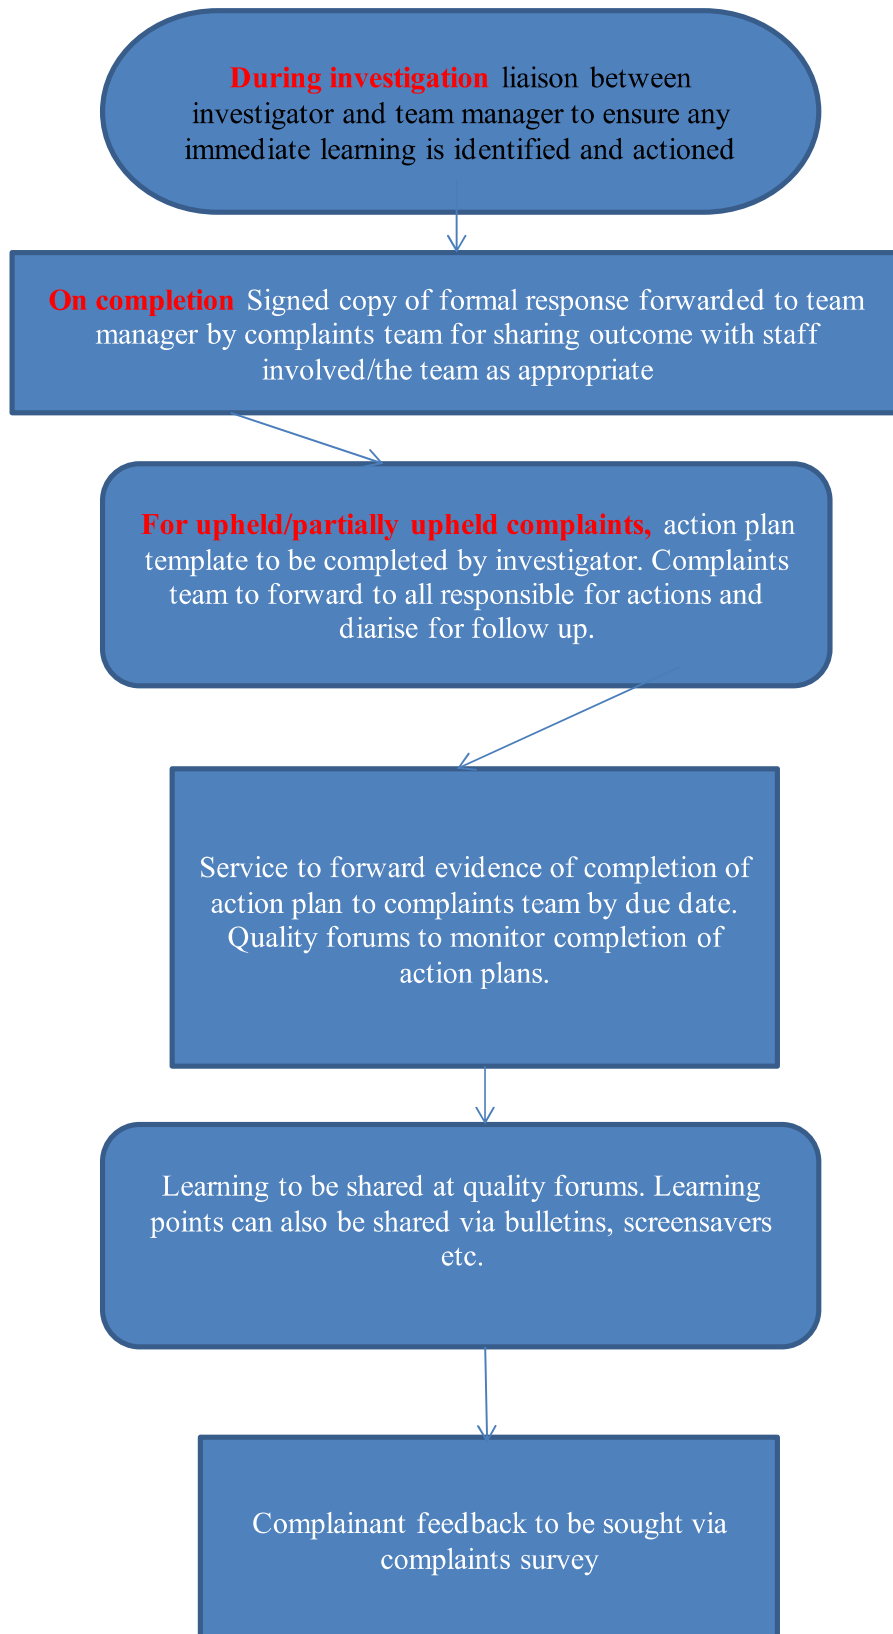 During investigation liaison between
investigator and team manager to ensure any
immediate learning is identified and actioned
On completion Signed copy of formal response forwarded to team
manager by complaints team for sharing outcome with staff
involved/the team as appropriate
For upheld/partially upheld complaints, action plan
template to be completed by investigator. Complaints
team to forward to all responsible for actions and
diarise for follow up.
Service to forward evidence of completion of
action plan to complaints team by due date.
Quality forums to monitor completion of
action plans.
Learning to be shared at quality forums. Learning
points can also be shared via bulletins, screensavers
etc.
Complainant feedback to be sought via
complaints survey